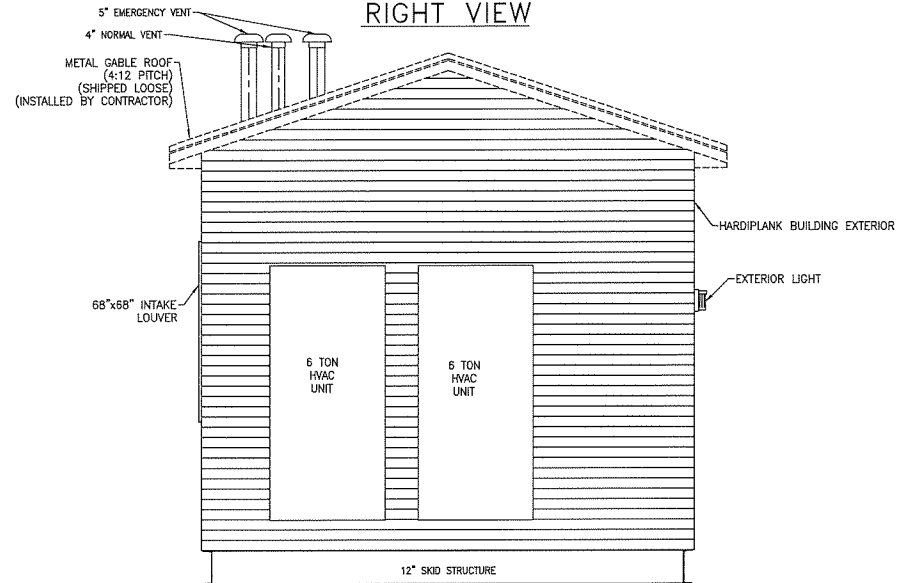 RIGHT VIEW
5" EMERGENCY VENT
4" NORMAL VENT
METAL GABLE ROOF
(4:12 PITCH)
(SHIPPED LOOSE)
(INSTALLED BY CONTRACTOR)
HARDIPLANK BUILDING EXTERIOR
EXTERIOR LIGHT
68"x68" INTAKE
LOUVER
6 TON
HVAC
UNIT
6 TON
HVAC
UNIT
12" SKID STRUCTURE